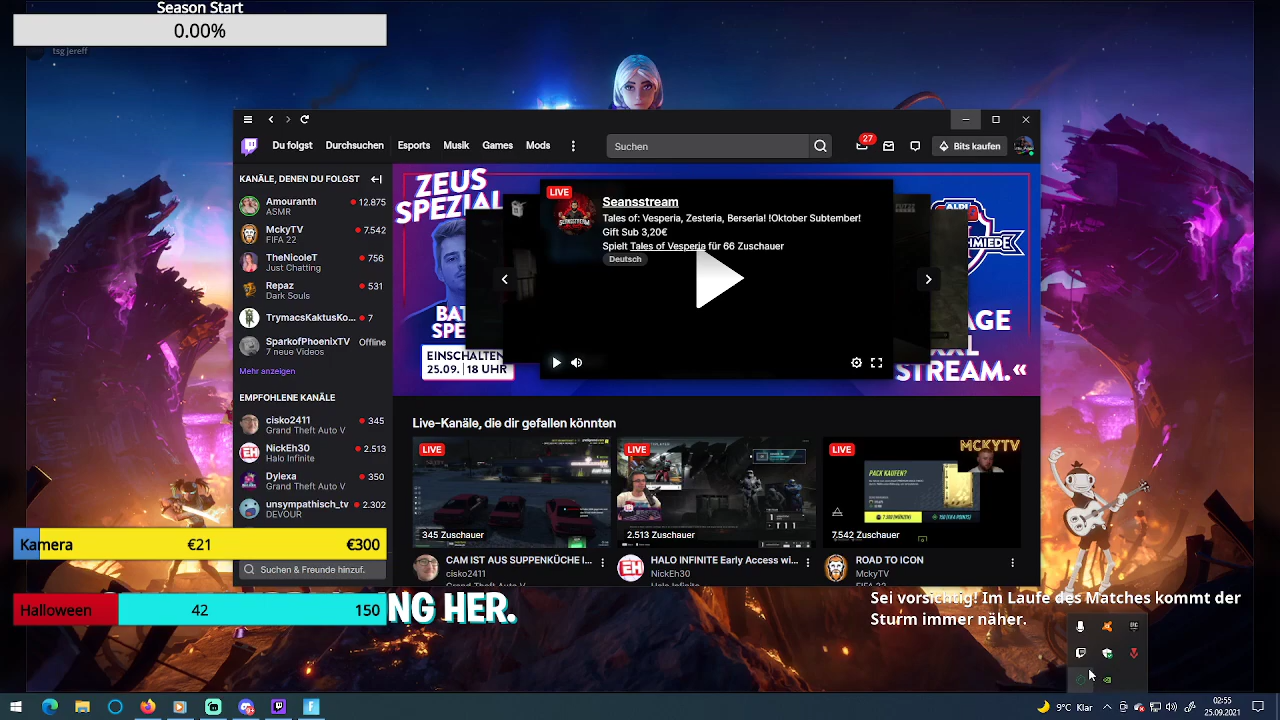 Season Start
0.00%
tsg jereff
Du folgst
Durchsuchen
Esports
Musik
Games
Mods
Suchen
27
Bits kaufen
KANÄLE, DENEN DU FOLGST
Amouranth
12.875
ASMR
MckyTV
7.542
FIFA 22
TheNicoleT
756
Just Chatting
Repaz
531
Dark Souls
TrymacsKaktusKo...
7
SparkofPhoenixTV
Offline
7 neue Videos
Mehr anzeigen
EMPFOHLENE KANÄLE
cisko2411
345
Grand Theft Auto V
NickEh30
2.513
Halo Infinite
Dylexa
350
Grand Theft Auto V
unsympathisch_tv
2.302
DEVOUR
Suchen & Freunde hinzuf.
ZEUS
SPEZIAL
EINSCHALTEN
25.09. | 18 UHR
STREAM.«
LIVE
Seansstream
Tales of: Vesperia, Zesteria, Berseria! !Oktober Subtember!
Gift Sub 3,20€
Spielt Tales of Vesperia für 66 Zuschauer
Deutsch
Live-Kanäle, die dir gefallen könnten
LIVE
345 Zuschauer
CAM IST AUS SUPPENKÜCHE I...
cisko2411
Grand Theft Auto V
LIVE
2.513 Zuschauer
HALO INFINITE Early Access wi...
NickEh30
LIVE
MCKYTV
PACK KAUFEN?
7.542 Zuschauer
ROAD TO ICON
MckyTV
Kamera
€21
€300
Halloween
42
150
NG HER.
Sei vorsichtig! Im Laufe des Matches kommt der
Sturm immer näher.
9°C Klar
02:55
25.09.2021